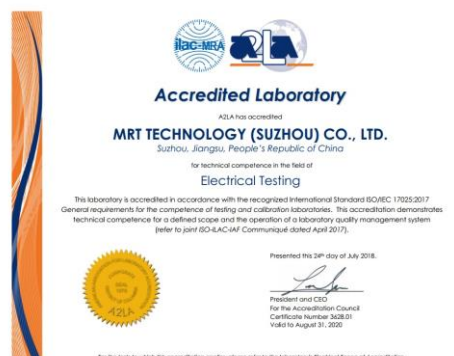 ilac-MRA
A2LA
Accredited Laboratory
A2LA has accredited
MRT TECHNOLOGY (SUZHOU) CO., LTD.
Suzhou, Jiangsu, People's Republic of China
for technical competence in the field of
Electrical Testing
This laboratory is accredited in accordance with the recognized International Standard ISO/IEC 17025:2017
General requirements for the competence of testing and calibration laboratories. This accreditation demonstrates
technical competence for a defined scope and the operation of a laboratory quality management system
(refer to joint ISO-ILAC-IAF Communiqué dated April 2017).
Presented this 24th day of July 2018.
President and CEO
For the Accreditation Council
Certificate Number 3628.01
Valid to August 31, 2020
SEAL
1978
A2LA